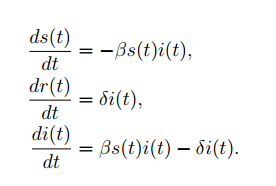 ds(t)/dt = −βs(t)i(t),
dr(t)/dt = δi(t),
di(t)/dt = βs(t)i(t) − δi(t).